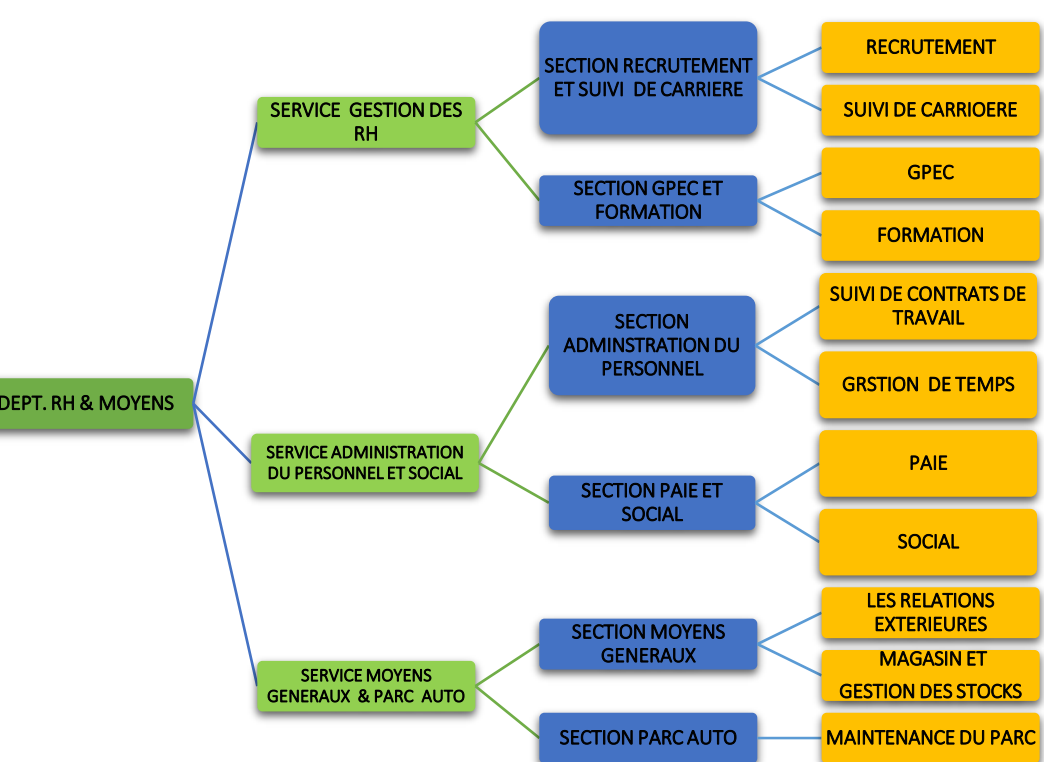 DEPT. RH & MOYENS
SERVICE GESTION DES
RH
SECTION RECRUTEMENT
ET SUIVI DE CARRIERE
RECRUTEMENT
SUIVI DE CARRIOERE
SECTION GPEC ET
FORMATION
GPEC
FORMATION
SERVICE ADMINISTRATION
DU PERSONNEL ET SOCIAL
SECTION
ADMINSTRATION DU
PERSONNEL
SUIVI DE CONTRATS DE
TRAVAIL
GRSTION DE TEMPS
SECTION PAIE ET
SOCIAL
PAIE
SOCIAL
SERVICE MOYENS
GENERAUX & PARC AUTO
SECTION MOYENS
GENERAUX
LES RELATIONS
EXTERIEURES
MAGASIN ET
GESTION DES STOCKS
SECTION PARC AUTO
MAINTENANCE DU PARC